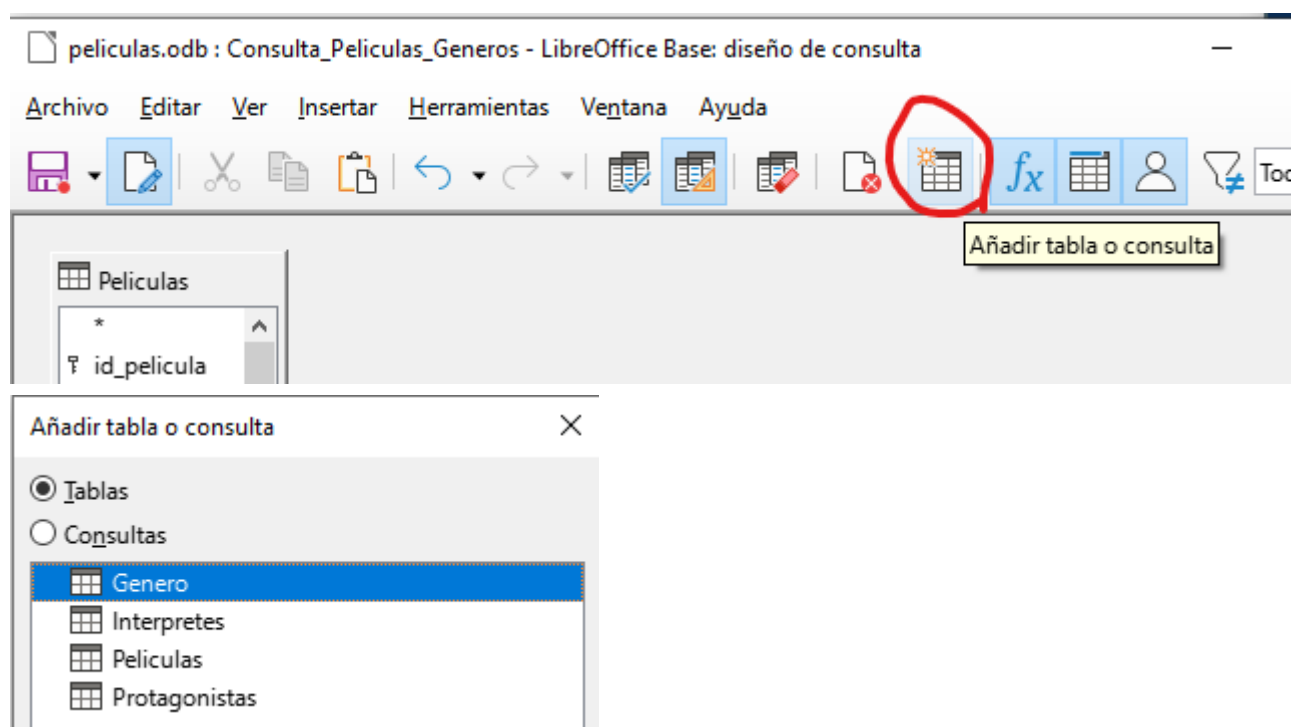 peliculas.odb : Consulta_Peliculas_Generos - LibreOffice Base: diseño de consulta
Archivo Editar Ver Insertar Herramientas Ventana Ayuda
fx
Añadir tabla o consulta
Peliculas
*
id_pelicula
Añadir tabla o consulta
Tablas
Consultas
Genero
Interpretes
Peliculas
Protagonistas